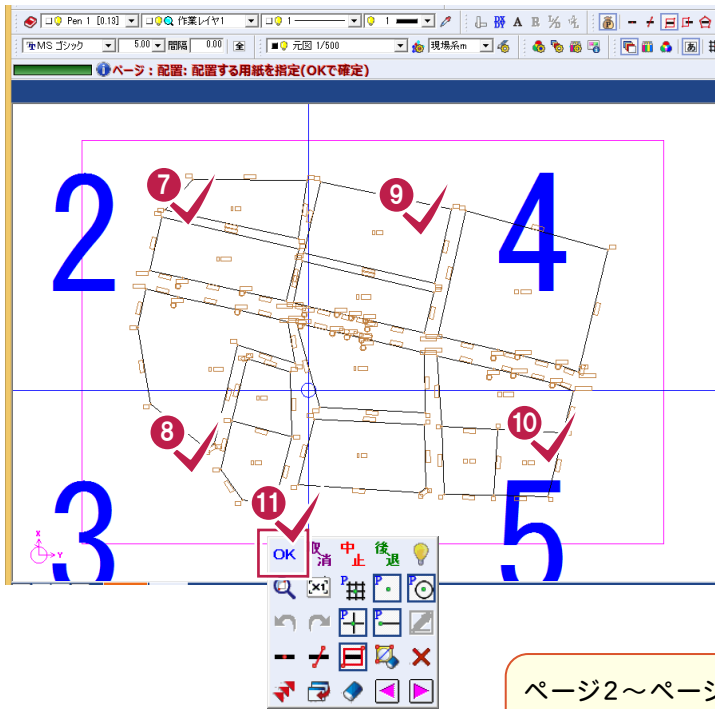 Pen 1 [0.13] 作業レイヤ1 1 1
MS ゴシック 5.00 間隔 0.00 全 元図 1/500 現場系m
ページ：配置: 配置する用紙を指定(OKで確定)
2 7 9 4
8 10
3 11 5
X
Y
OK 取消 中止 後退
ページ2～ページ